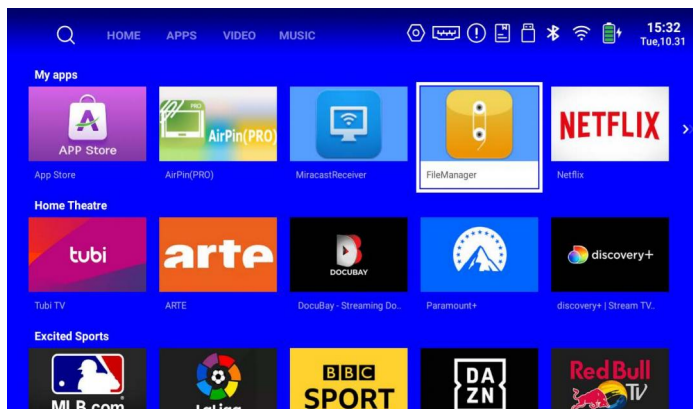 HOME APPS VIDEO MUSIC 15:32
Tue,10.31
My apps
APP Store
PRO
AirPin(PRO)
NETFLIX
App Store AirPin(PRO) MiracastReceiver FileManager Netflix
Home Theatre
tubi arte DOCUBAY discovery+
Tubi TV ARTE DocuBay - Streaming Do.. Paramount+ discovery+ | Stream TV..
Excited Sports
MLB.com LaLiga BBC SPORT DAZN Red Bull TV